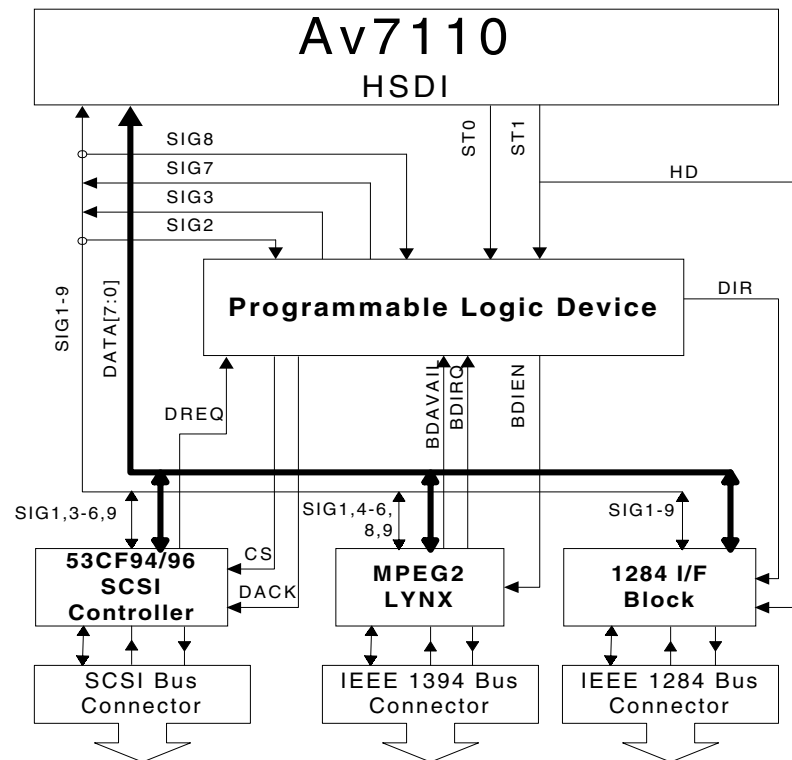 Av7110
HSDI
SIG8
SIG7
SIG3
SIG2
ST0
ST1
HD
SIG1-9
DATA[7:0]
Programmable Logic Device
DIR
DREQ
BDAVAIL
BDIRQ
BDIEN
SIG1,3-6,9
SIG1,4-6,
8,9
SIG1-9
CS
DACK
53CF94/96
SCSI
Controller
MPEG2
LYNX
1284 I/F
Block
SCSI Bus
Connector
IEEE 1394 Bus
Connector
IEEE 1284 Bus
Connector